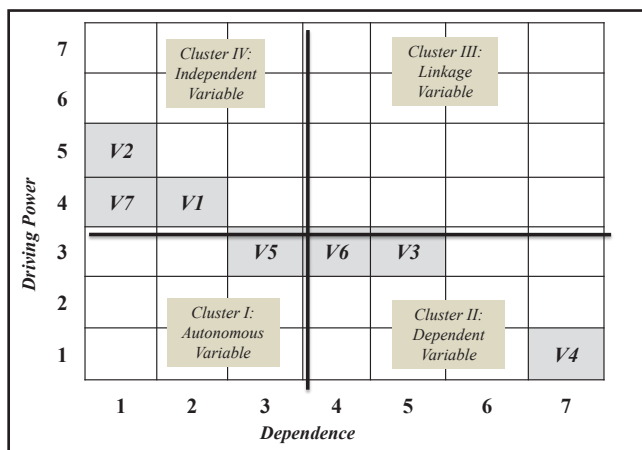 7
Cluster IV:
Independent
Variable
Cluster III:
Linkage
Variable
6
5
V2
4
V7
V1
3
V5
V6
V3
2
Cluster I:
Autonomous
Variable
Cluster II:
Dependent
Variable
1
V4
Driving Power
1 2 3 4 5 6 7
Dependence